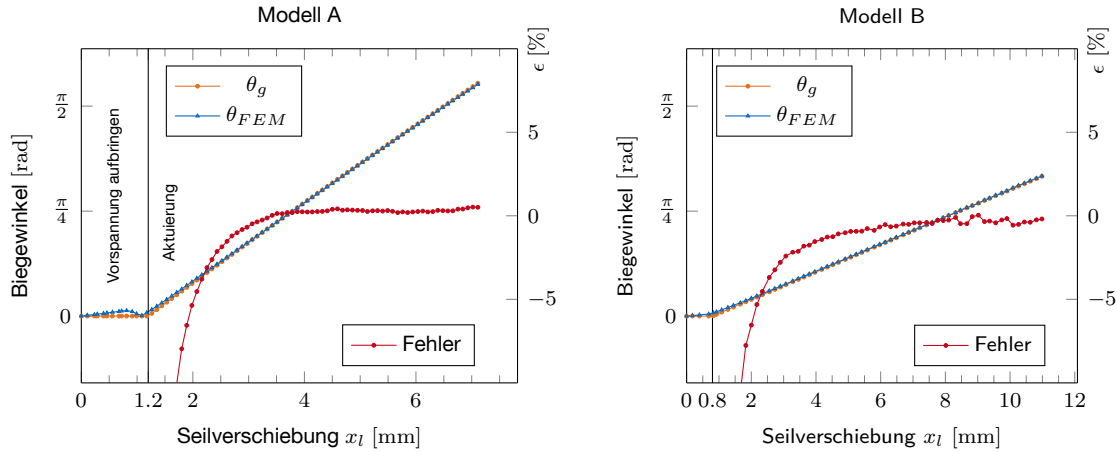 Modell A
Biegewinkel [rad]
π/2
π/4
0
Vorspannung aufbringen
Aktuierung
θ_g
θ_FEM
Fehler
ϵ [%]
5
0
−5
0 1.2 2 4 6
Seilverschiebung x_l [mm]
Modell B
Biegewinkel [rad]
π/2
π/4
0
θ_g
θ_FEM
Fehler
ϵ [%]
5
0
−5
0 0.8 2 4 6 8 10 12
Seilverschiebung x_l [mm]